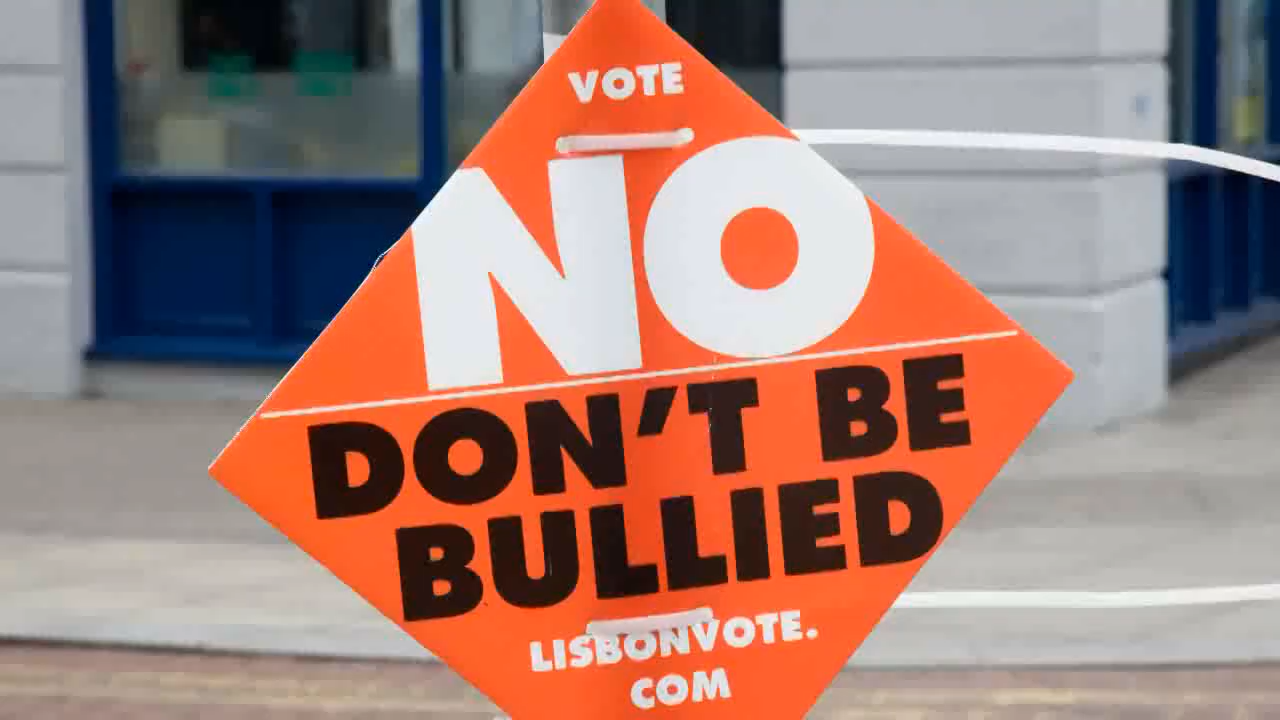 VOTE
NO
DON'T BE
BULLIED
LISBONVOTE.
COM